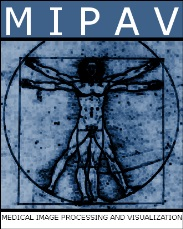 MIPAV
MEDICAL IMAGE PROCESSING AND VISUALIZATION